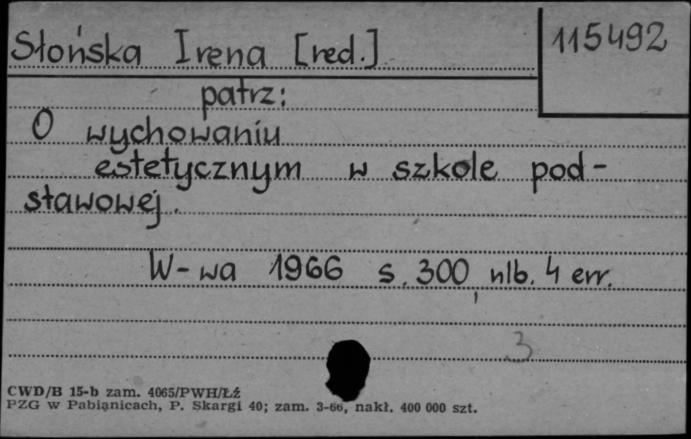 Słońska Irena [red.]
115492
patrz:
O wychowaniu
estetycznym w szkole pod-
stawowej.
W-wa 1966 s. 300, nlb. 4 err.
3
CWD/B 15-b zam. 4065/PWH/Łź
PZG w Pabianicach, P. Skargi 40; zam. 3-66, nakł. 400 000 szt.